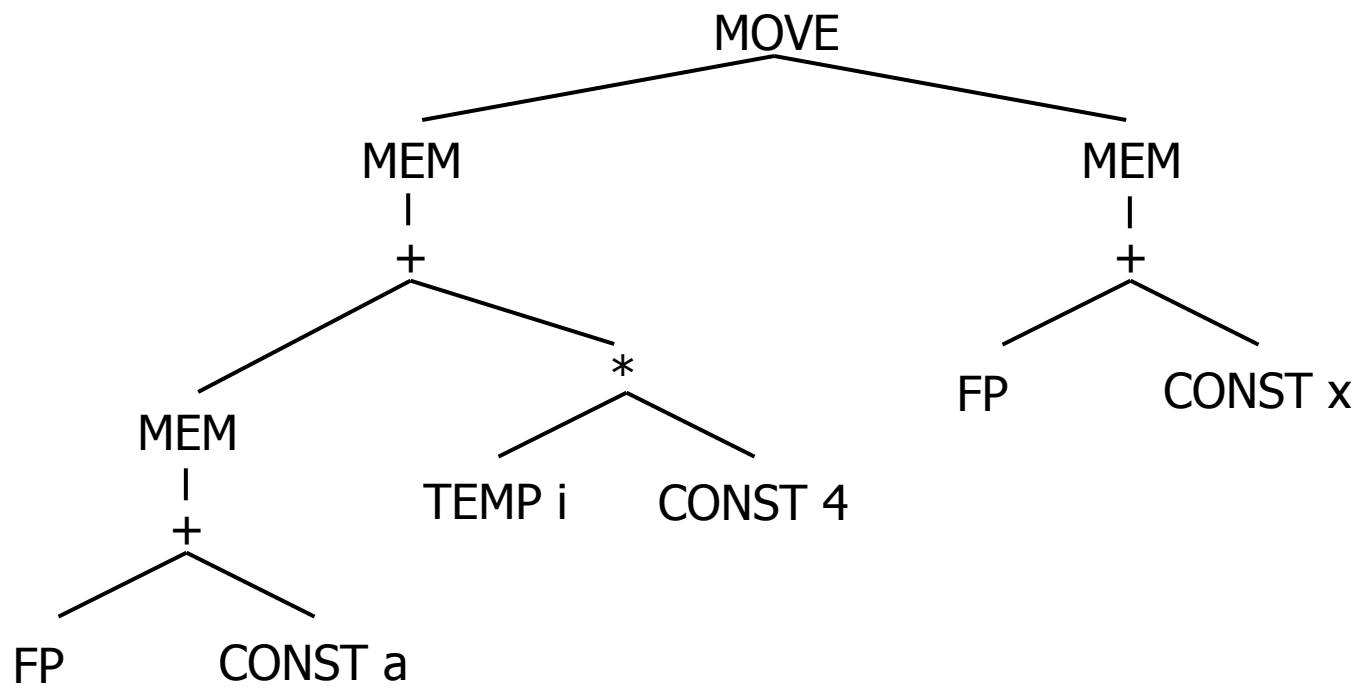 MOVE
MEM MEM
+ +
*
FP CONST x
MEM
TEMP i CONST 4
+
FP CONST a